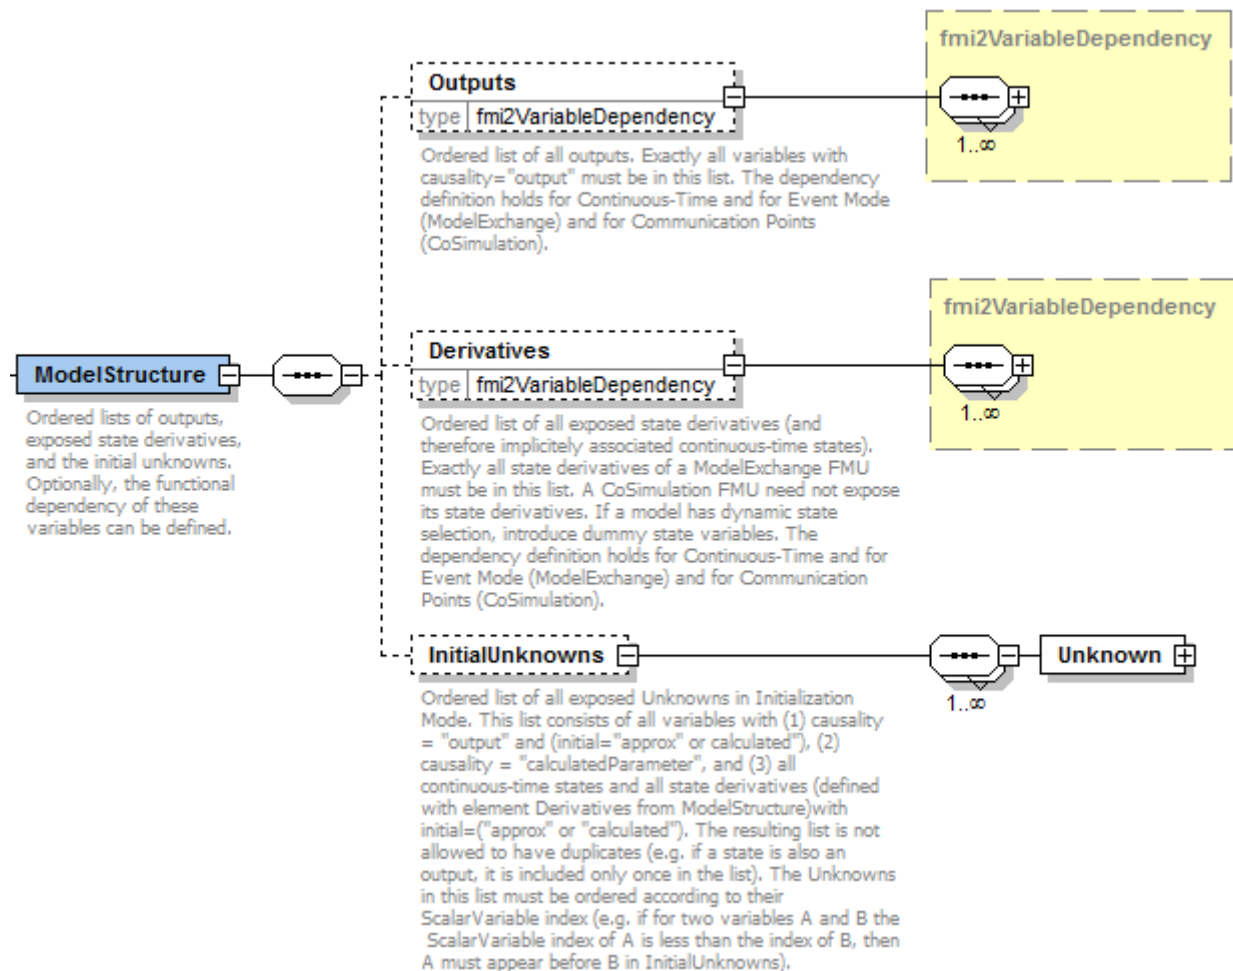 fmi2VariableDependency
Outputs
type fmi2VariableDependency
1..∞
Ordered list of all outputs. Exactly all variables with
causality="output" must be in this list. The dependency
definition holds for Continuous-Time and for Event Mode
(ModelExchange) and for Communication Points
(CoSimulation).
fmi2VariableDependency
Derivatives
type fmi2VariableDependency
1..∞
ModelStructure
Ordered lists of outputs,
exposed state derivatives,
and the initial unknowns.
Optionally, the functional
dependency of these
variables can be defined.
Ordered list of all exposed state derivatives (and
therefore implicitely associated continuous-time states).
Exactly all state derivatives of a ModelExchange FMU
must be in this list. A CoSimulation FMU need not expose
its state derivatives. If a model has dynamic state
selection, introduce dummy state variables. The
dependency definition holds for Continuous-Time and for
Event Mode (ModelExchange) and for Communication
Points (CoSimulation).
InitialUnknowns
Unknown
1..∞
Ordered list of all exposed Unknowns in Initialization
Mode. This list consists of all variables with (1) causality
= "output" and (initial="approx" or calculated"), (2)
causality = "calculatedParameter", and (3) all
continuous-time states and all state derivatives (defined
with element Derivatives from ModelStructure)with
initial=("approx" or "calculated"). The resulting list is not
allowed to have duplicates (e.g. if a state is also an
output, it is included only once in the list). The Unknowns
in this list must be ordered according to their
ScalarVariable index (e.g. if for two variables A and B the
ScalarVariable index of A is less than the index of B, then
A must appear before B in InitialUnknowns).